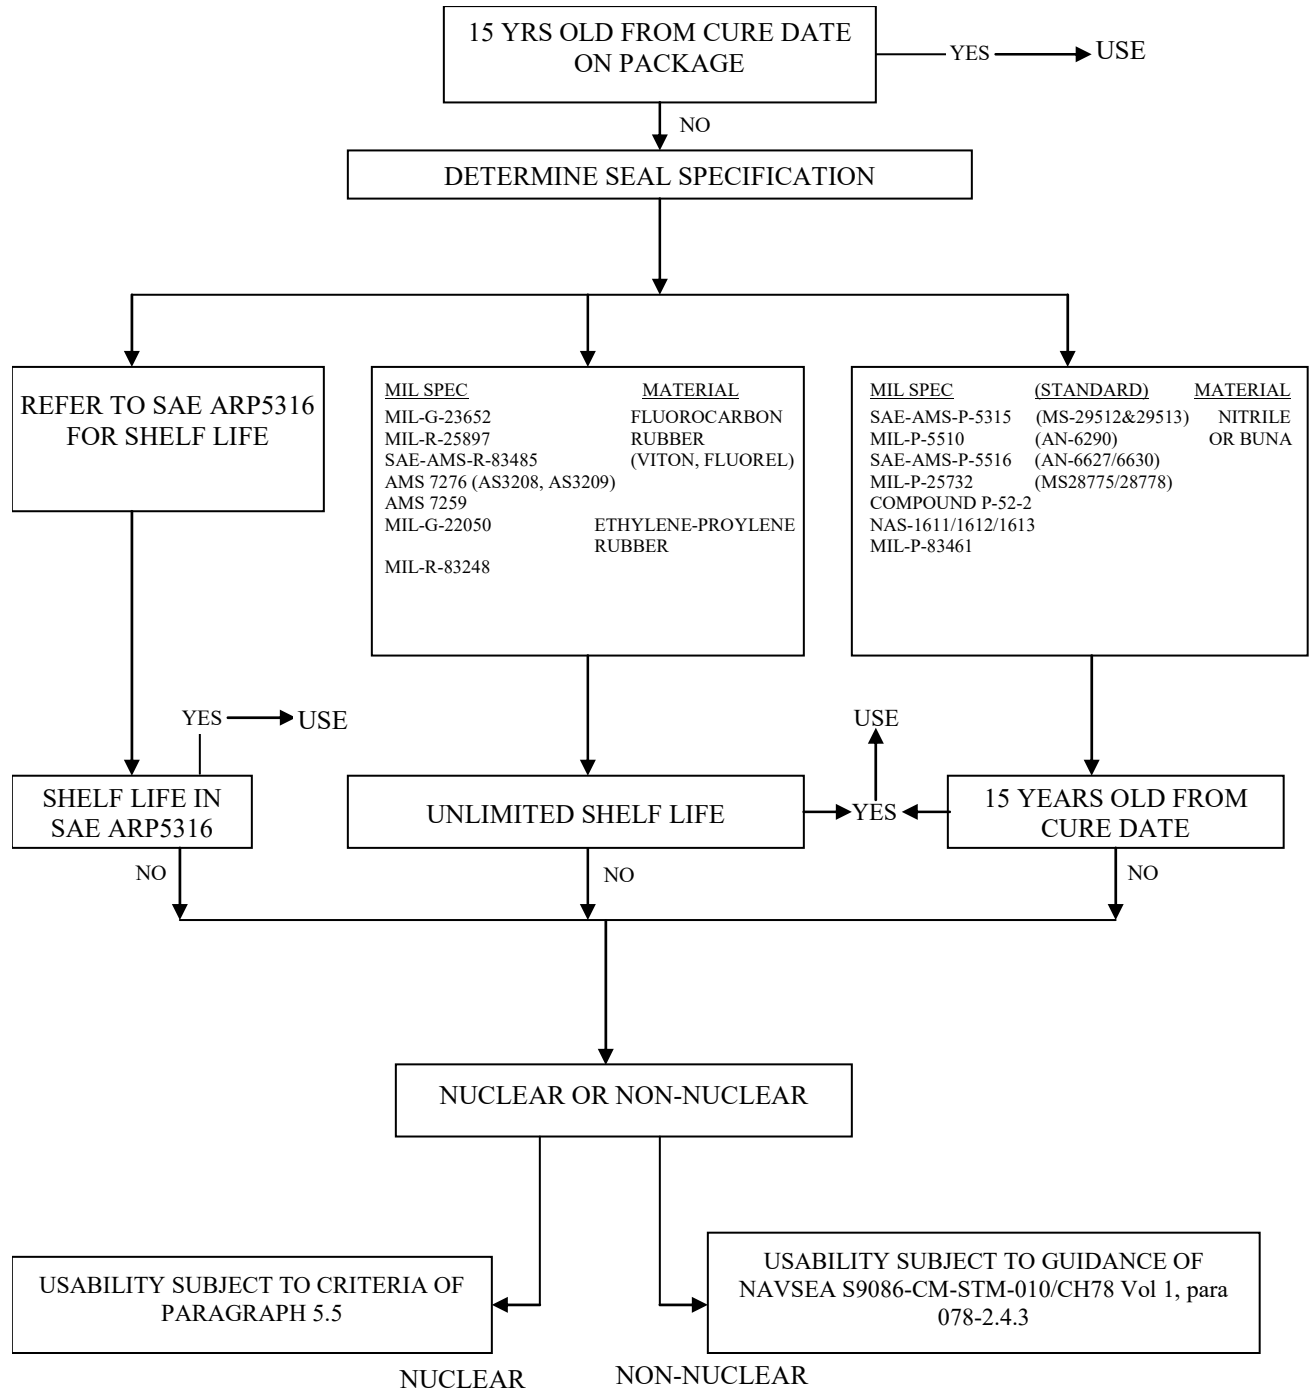 15 YRS OLD FROM CURE DATE
ON PACKAGE
YES
USE
NO
DETERMINE SEAL SPECIFICATION
REFER TO SAE ARP5316
FOR SHELF LIFE
MIL SPEC MATERIAL
MIL-G-23652 FLUOROCARBON
MIL-R-25897 RUBBER
SAE-AMS-R-83485 (VITON, FLUOREL)
AMS 7276 (AS3208, AS3209)
AMS 7259
MIL-G-22050 ETHYLENE-PROYLENE
RUBBER
MIL-R-83248
MIL SPEC (STANDARD) MATERIAL
SAE-AMS-P-5315 (MS-29512&29513) NITRILE
MIL-P-5510 (AN-6290) OR BUNA
SAE-AMS-P-5516 (AN-6627/6630)
MIL-P-25732 (MS28775/28778)
COMPOUND P-52-2
NAS-1611/1612/1613
MIL-P-83461
YES
USE
USE
SHELF LIFE IN
SAE ARP5316
UNLIMITED SHELF LIFE
YES
15 YEARS OLD FROM
CURE DATE
NO
NO
NO
NUCLEAR OR NON-NUCLEAR
USABILITY SUBJECT TO CRITERIA OF
PARAGRAPH 5.5
USABILITY SUBJECT TO GUIDANCE OF
NAVSEA S9086-CM-STM-010/CH78 Vol 1, para
078-2.4.3
NUCLEAR
NON-NUCLEAR